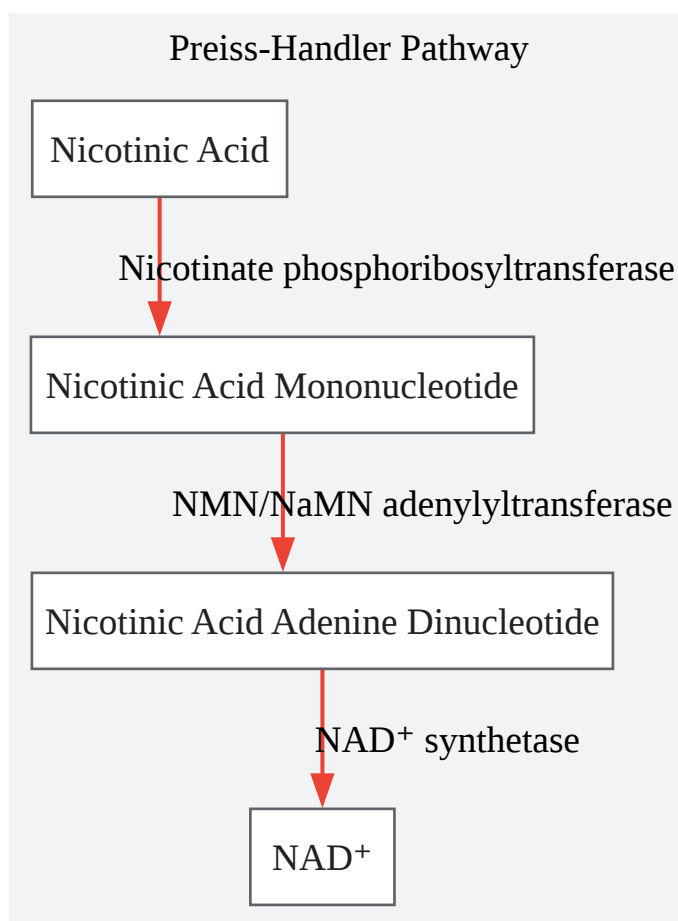 Preiss-Handler Pathway
Nicotinic Acid
Nicotinate phosphoribosyltransferase
Nicotinic Acid Mononucleotide
NMN/NaMN adenylyltransferase
Nicotinic Acid Adenine Dinucleotide
NAD⁺ synthetase
NAD⁺